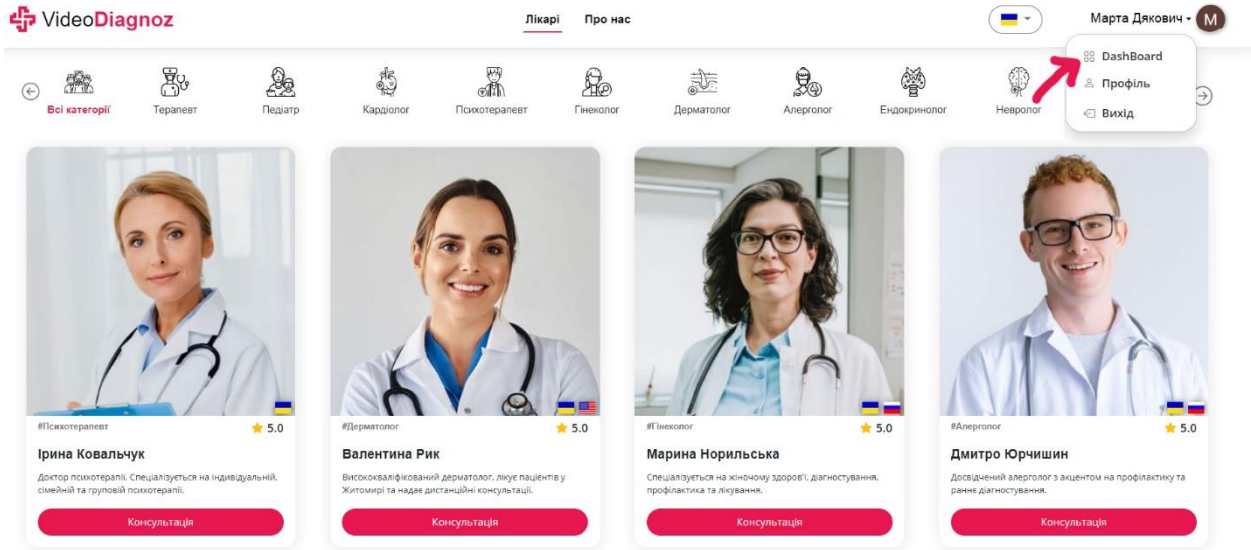 VideoDiagnoz
Лікарі Про нас
Марта Дякович
M
DashBoard
Профіль
Вихід
Всі категорії Терапевт Педіатр Кардіолог Психотерапевт Гінеколог Дерматолог Алерголог Ендокринолог Невролог
#Психотерапевт 5.0
Ірина Ковальчук
Доктор психотерапії. Спеціалізується на індивідуальній,
сімейній та груповій психотерапії.
Консультація
#Дерматолог 5.0
Валентина Рик
Висококваліфікований дерматолог, лікує пацієнтів у
Житомирі та надає дистанційні консультації.
Консультація
#Гінеколог 5.0
Марина Норильська
Спеціалізується на жіночому здоров'ї, діагностування,
профілактика та лікування.
Консультація
#Алерголог 5.0
Дмитро Юрчишин
Досвідчений алерголог з акцентом на профілактику та
раннє діагностування.
Консультація